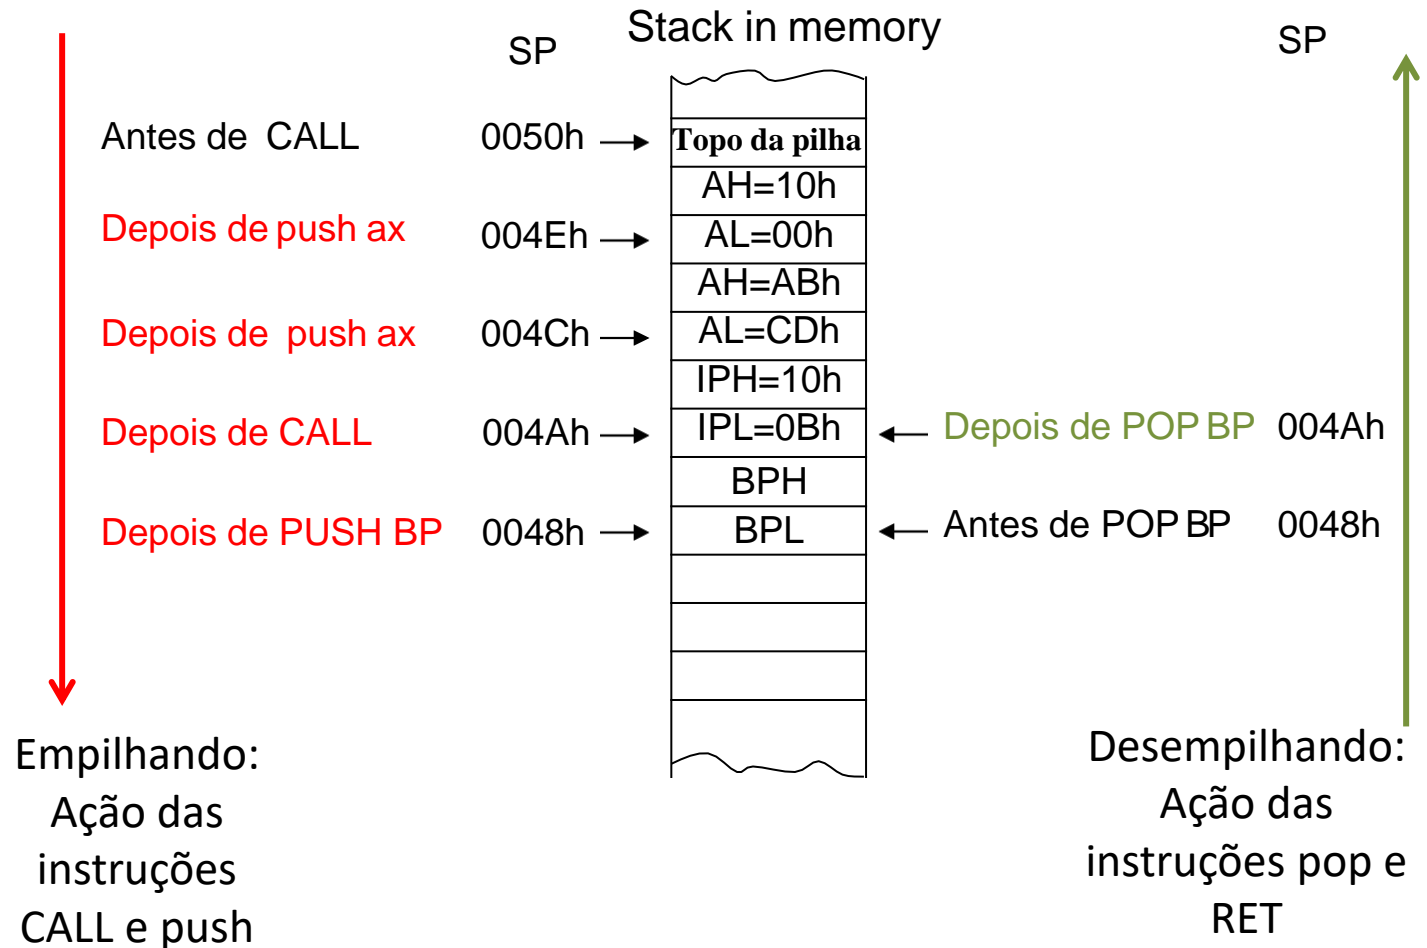 Stack in memory
SP
SP
Antes de CALL 0050h Topo da pilha
AH=10h
Depois de push ax 004Eh AL=00h
AH=ABh
Depois de push ax 004Ch AL=CDh
IPH=10h
Depois de CALL 004Ah IPL=0Bh Depois de POP BP 004Ah
BPH
Depois de PUSH BP 0048h BPL Antes de POP BP 0048h
Empilhando:
Ação das
instruções
CALL e push
Desempilhando:
Ação das
instruções pop e
RET